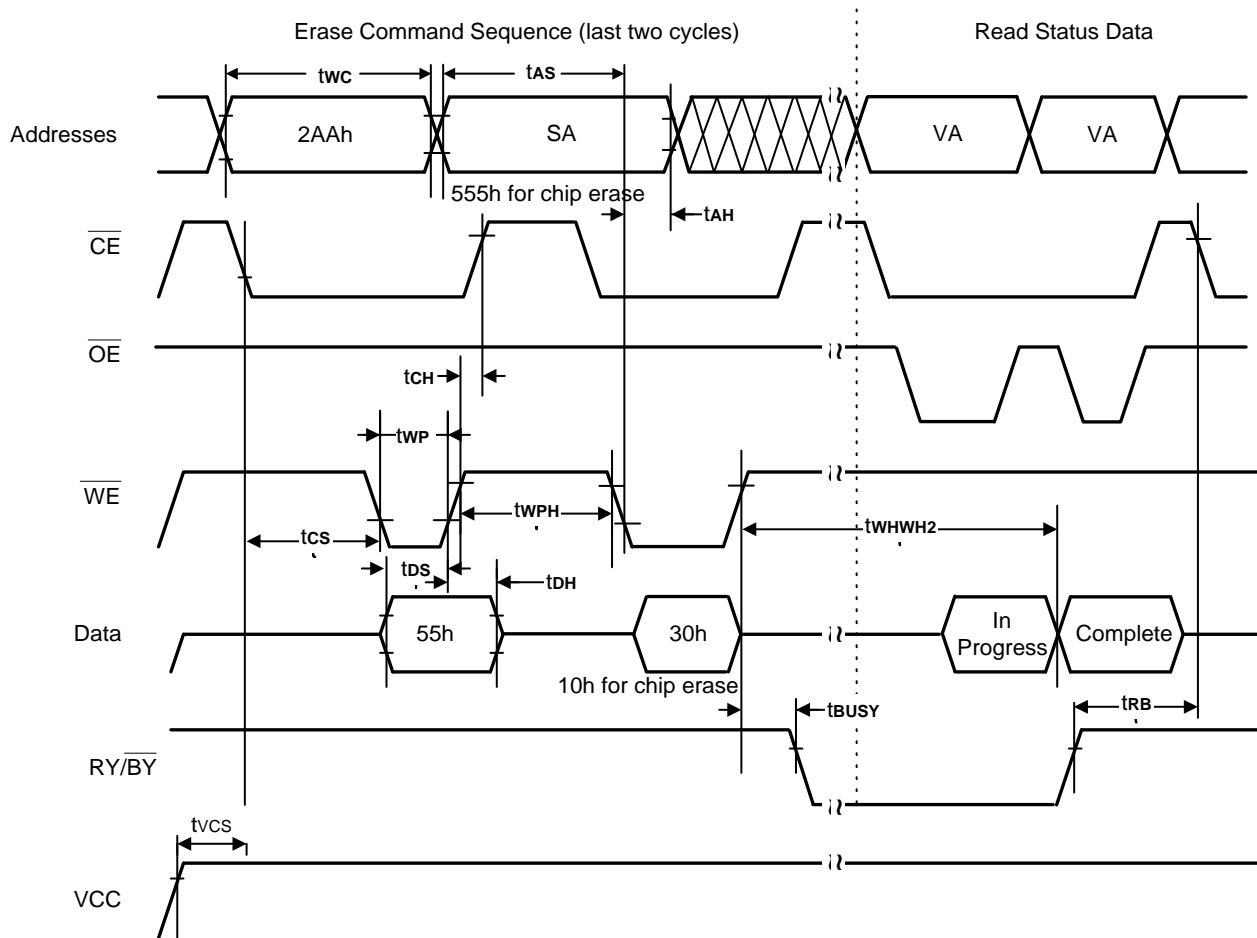 Erase Command Sequence (last two cycles)
Read Status Data
tWC
tAS
Addresses
2AAh
SA
VA
VA
555h for chip erase
tAH
CE
OE
tCH
tWP
WE
tWPH
tWHWH2
tCS
tDS
tDH
Data
55h
30h
In
Progress
Complete
10h for chip erase
tBUSY
tRB
RY/BY
tVCS
VCC